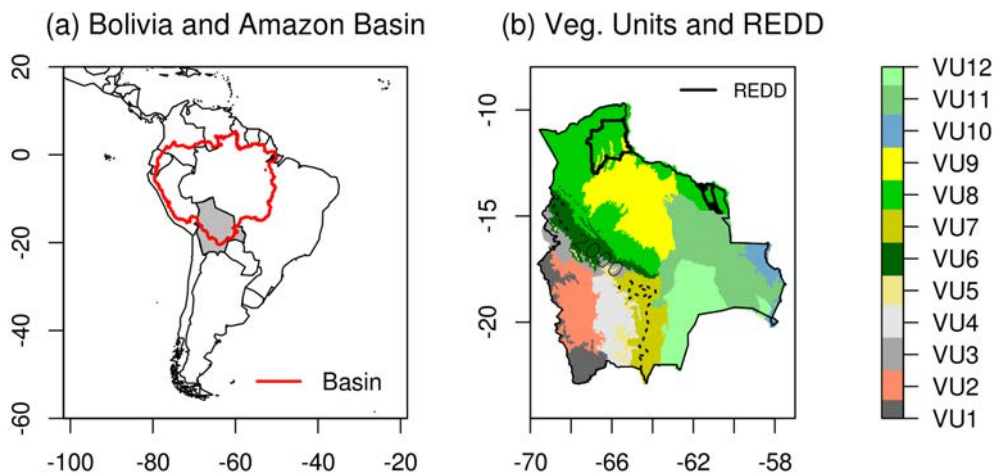 (a) Bolivia and Amazon Basin
20
0
-20
-40
-60
-100 -80 -60 -40 -20
Basin
(b) Veg. Units and REDD
REDD
-10
-15
-20
-70 -66 -62 -58
VU12
VU11
VU10
VU9
VU8
VU7
VU6
VU5
VU4
VU3
VU2
VU1